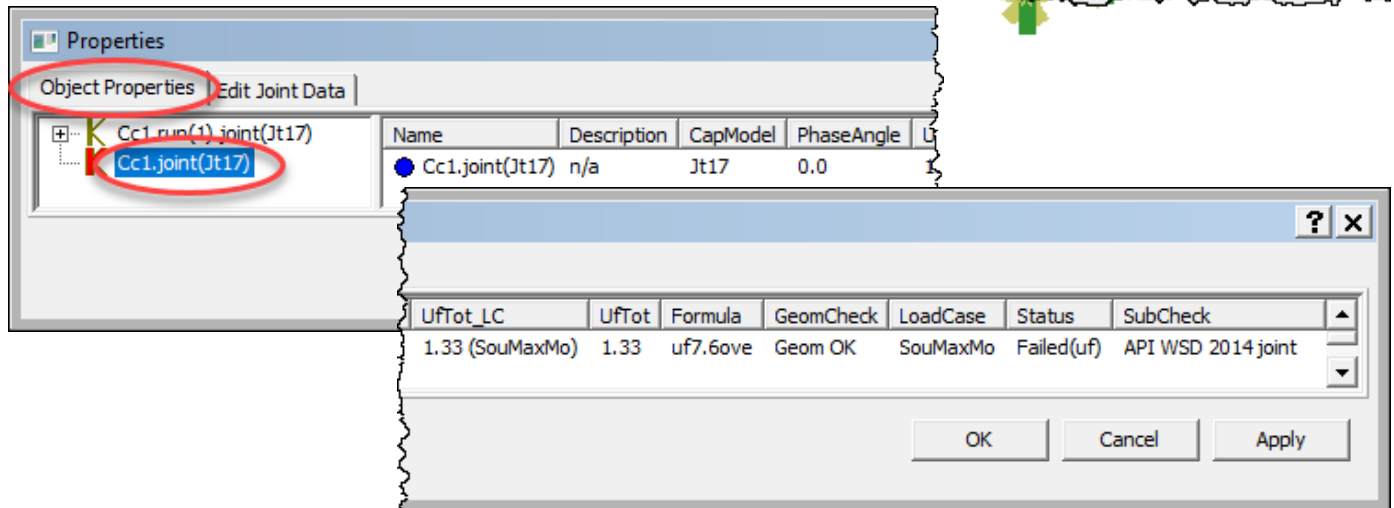 Properties
Object Properties Edit Joint Data
Cc1.run(1).joint(Jt17)
Cc1.joint(Jt17)
Name Description CapModel PhaseAngle
Cc1.joint(Jt17) n/a Jt17 0.0
UfTot_LC UfTot Formula GeomCheck LoadCase Status SubCheck
1.33 (SouMaxMo) 1.33 uf7.6ove Geom OK SouMaxMo Failed(uf) API WSD 2014 joint
OK Cancel Apply